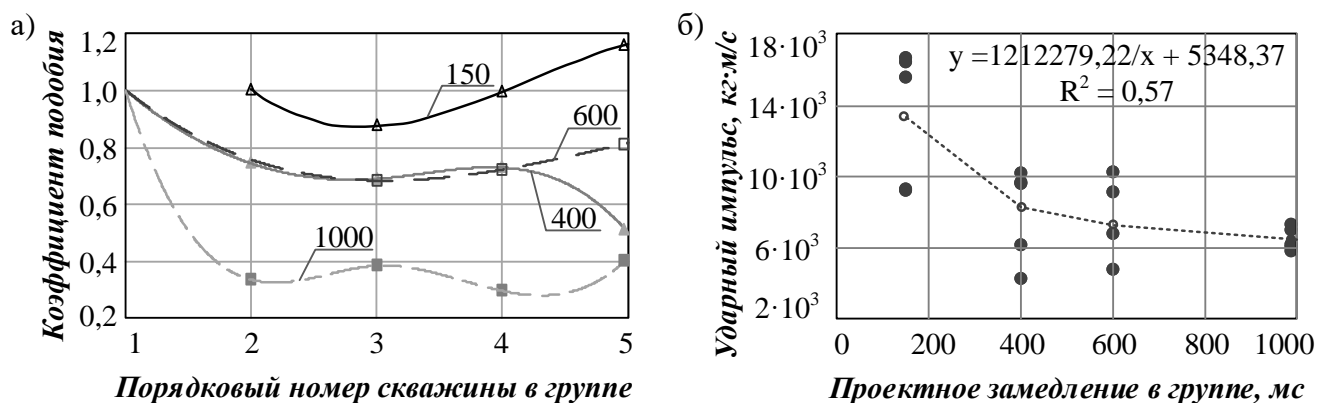 а)
Коэффициент подобия
1,2
1,0
0,8
0,6
0,4
0,2
150
600
400
1000
1 2 3 4 5
Порядковый номер скважины в группе
б)
Ударный импульс, кг·м/с
18·10³
14·10³
10·10³
6·10³
2·10³
y =1212279,22/x + 5348,37
R² = 0,57
0 200 400 600 800 1000
Проектное замедление в группе, мс